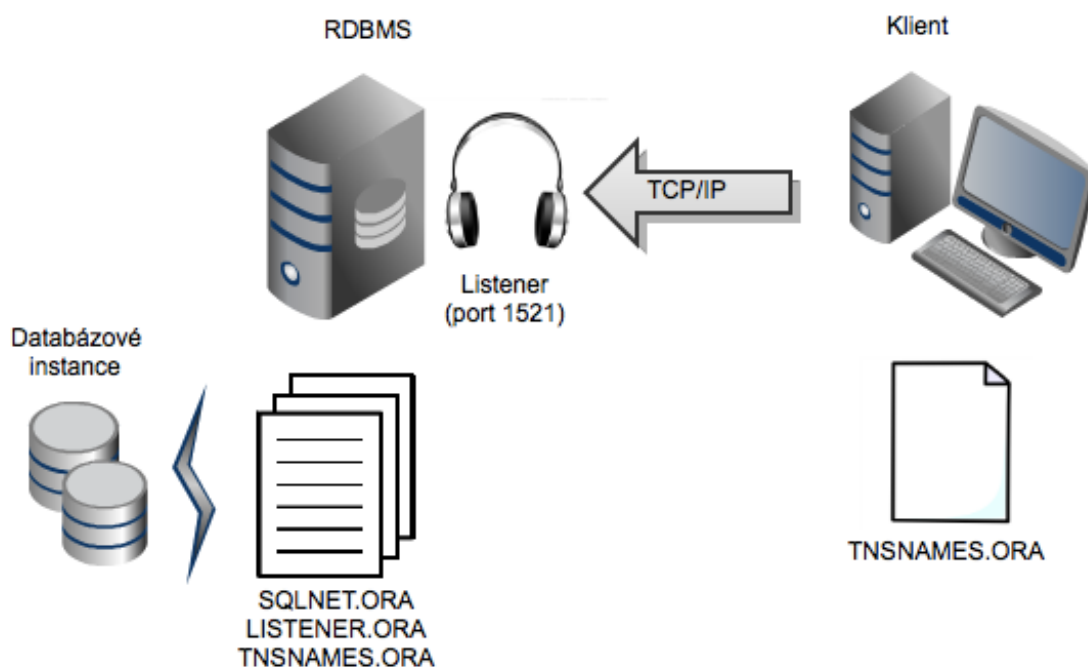 RDBMS
Klient
TCP/IP
Listener
(port 1521)
Databázové
instance
SQLNET.ORA
LISTENER.ORA
TNSNAMES.ORA
TNSNAMES.ORA